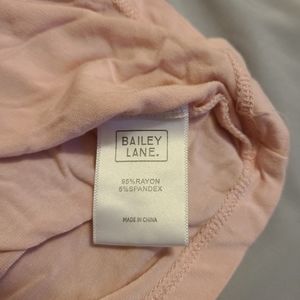 BAILEY
LANE.
95%RAYON
5%SPANDEX
MADE IN CHINA